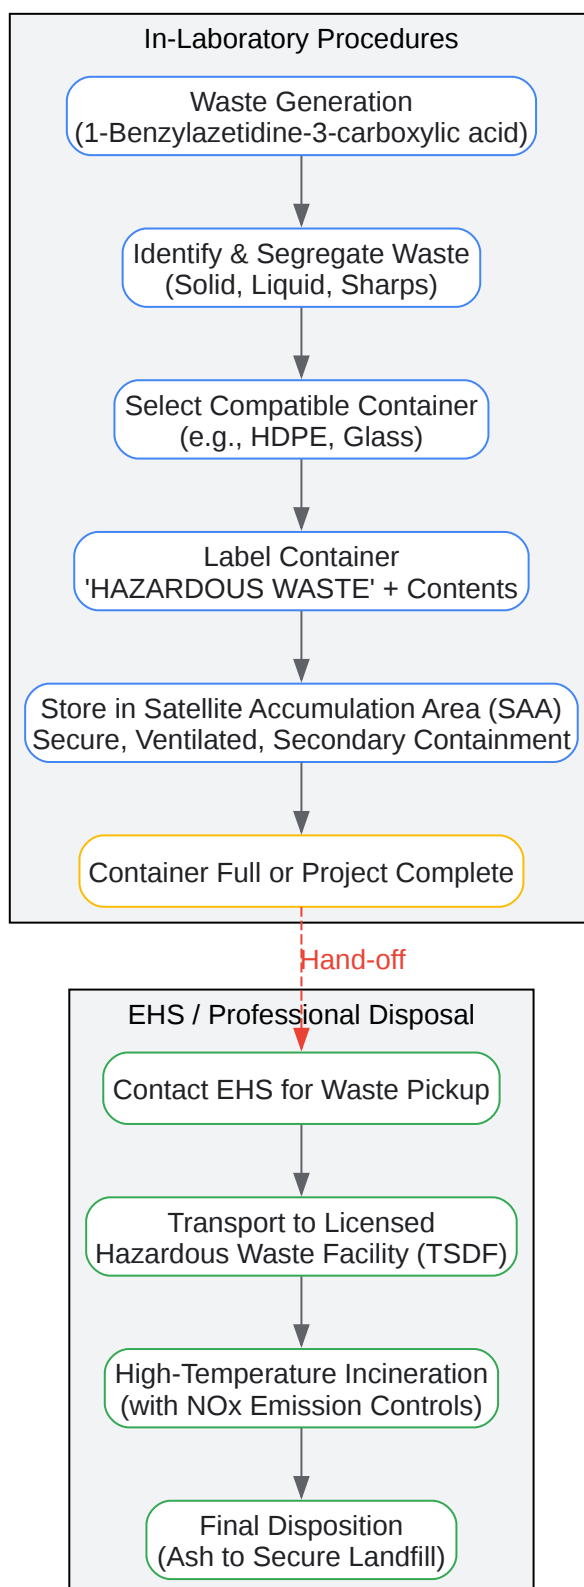 In-Laboratory Procedures
Waste Generation
(1-Benzylazetidine-3-carboxylic acid)
Identify & Segregate Waste
(Solid, Liquid, Sharps)
Select Compatible Container
(e.g., HDPE, Glass)
Label Container
'HAZARDOUS WASTE' + Contents
Store in Satellite Accumulation Area (SAA)
Secure, Ventilated, Secondary Containment
Container Full or Project Complete
Hand-off
EHS / Professional Disposal
Contact EHS for Waste Pickup
Transport to Licensed
Hazardous Waste Facility (TSDF)
High-Temperature Incineration
(with NOx Emission Controls)
Final Disposition
(Ash to Secure Landfill)